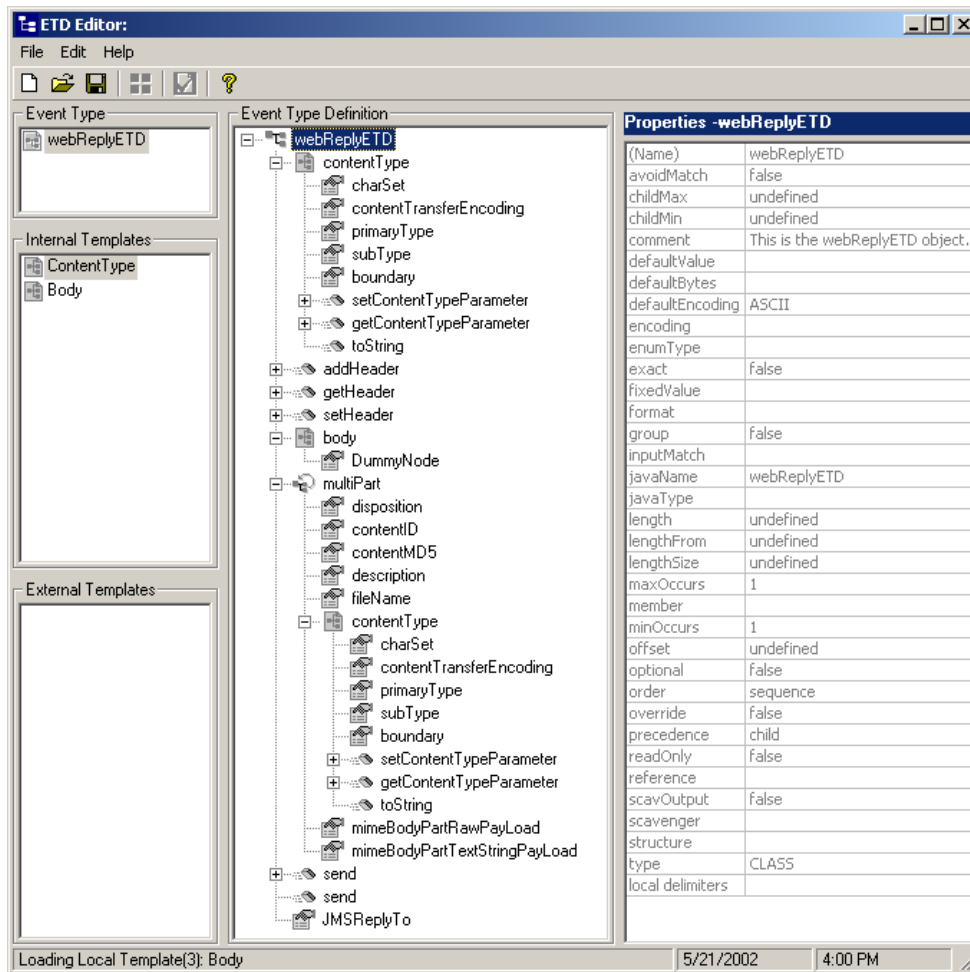 ETD Editor:
File Edit Help
Event Type
webReplyETD
Internal Templates
ContentType
Body
External Templates
Event Type Definition
webReplyETD
contentType
charSet
contentTransferEncoding
primaryType
subType
boundary
setContentTypeParameter
getContentTypeParameter
toString
addHeader
getHeader
setHeader
body
DummyNode
multiPart
disposition
contentID
contentMD5
description
fileName
contentType
charSet
contentTransferEncoding
primaryType
subType
boundary
setContentTypeParameter
getContentTypeParameter
toString
mimeBodyPartRawPayLoad
mimeBodyPartTextStringPayLoad
send
send
JMSReplyTo
Properties -webReplyETD
(Name) webReplyETD
avoidMatch false
childMax undefined
childMin undefined
comment This is the webReplyETD object.
defaultValue
defaultBytes
defaultEncoding ASCII
encoding
enumType
exact false
fixedValue
format
group false
inputMatch
javaName webReplyETD
javaType
length undefined
lengthFrom undefined
lengthSize undefined
maxOccurs 1
member
minOccurs 1
offset undefined
optional false
order sequence
override false
precedence child
readOnly false
reference
scavOutput false
scavenger
structure
type CLASS
local delimiters
Loading Local Template(3): Body 5/21/2002 4:00 PM